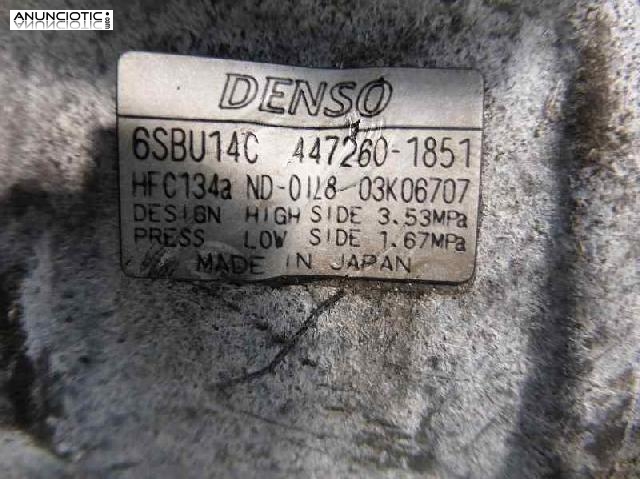 ANUNCIOTIC.com
DENSO
6SBU14C 447260-1851
HFC134a ND-OIL8 03K06707
DESIGN HIGH SIDE 3.53MPa
PRESS LOW SIDE 1.67MPa
MADE IN JAPAN